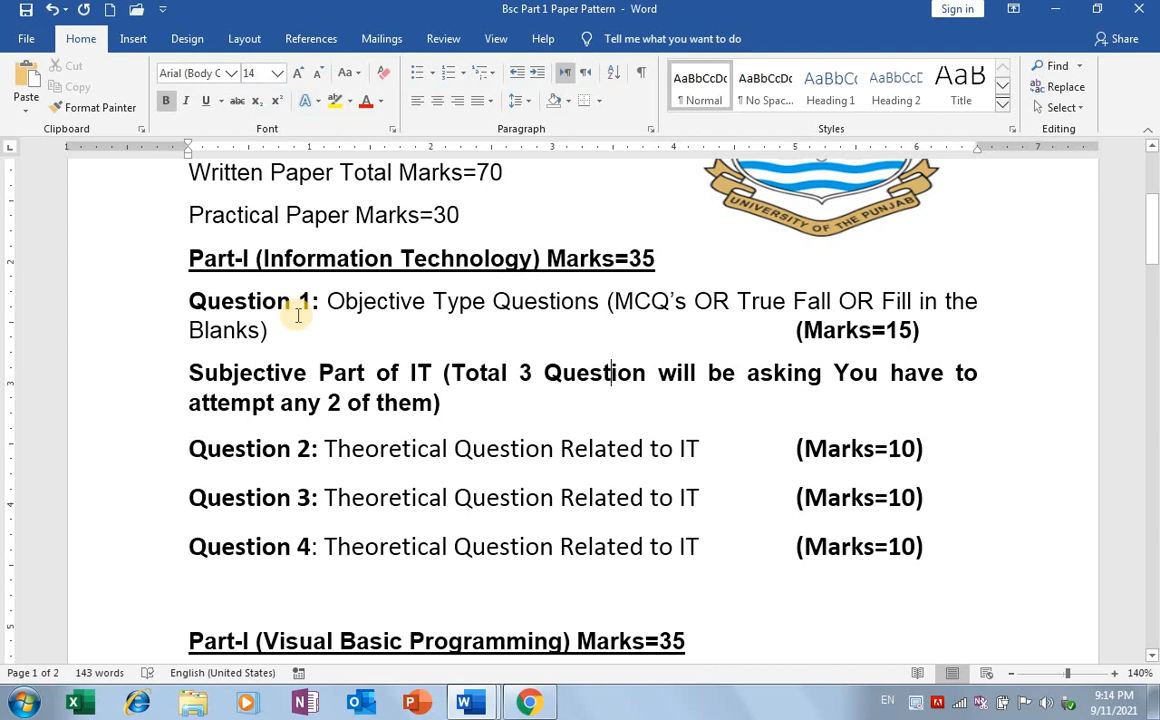 Bsc Part 1 Paper Pattern - Word
Sign in
File Home Insert Design Layout References Mailings Review View Help Tell me what you want to do Share
Paste
Cut
Copy
Format Painter
Clipboard
Arial (Body C 14
Font
Paragraph
AaBbCcDc AaBbCcDc AaBbCc AaBbCcD AaB
¶ Normal ¶ No Spac... Heading 1 Heading 2 Title
Styles
Find
Replace
Select
Editing
Written Paper Total Marks=70
Practical Paper Marks=30
UNIVERSITY OF THE PUNJAB
Part-I (Information Technology) Marks=35
Question 1: Objective Type Questions (MCQ’s OR True Fall OR Fill in the
Blanks) (Marks=15)
Subjective Part of IT (Total 3 Question will be asking You have to
attempt any 2 of them)
Question 2: Theoretical Question Related to IT (Marks=10)
Question 3: Theoretical Question Related to IT (Marks=10)
Question 4: Theoretical Question Related to IT (Marks=10)
Part-I (Visual Basic Programming) Marks=35
Page 1 of 2 143 words English (United States) 140%
EN
9:14 PM
9/11/2021